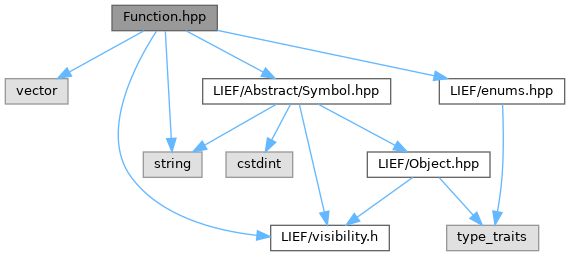 Function.hpp
vector
LIEF/Abstract/Symbol.hpp
LIEF/enums.hpp
string
cstdint
LIEF/Object.hpp
LIEF/visibility.h
type_traits